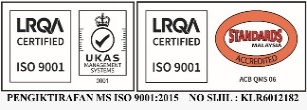 LRQA
CERTIFIED
ISO 9001
UKAS
MANAGEMENT
SYSTEMS
0001
LRQA
CERTIFIED
ISO 9001
STANDARDS
MALAYSIA
ACCREDITED
ACB QMS 06
PENGIKTIRAFAN MS ISO 9001:2015 NO SIJIL : KLR6012182